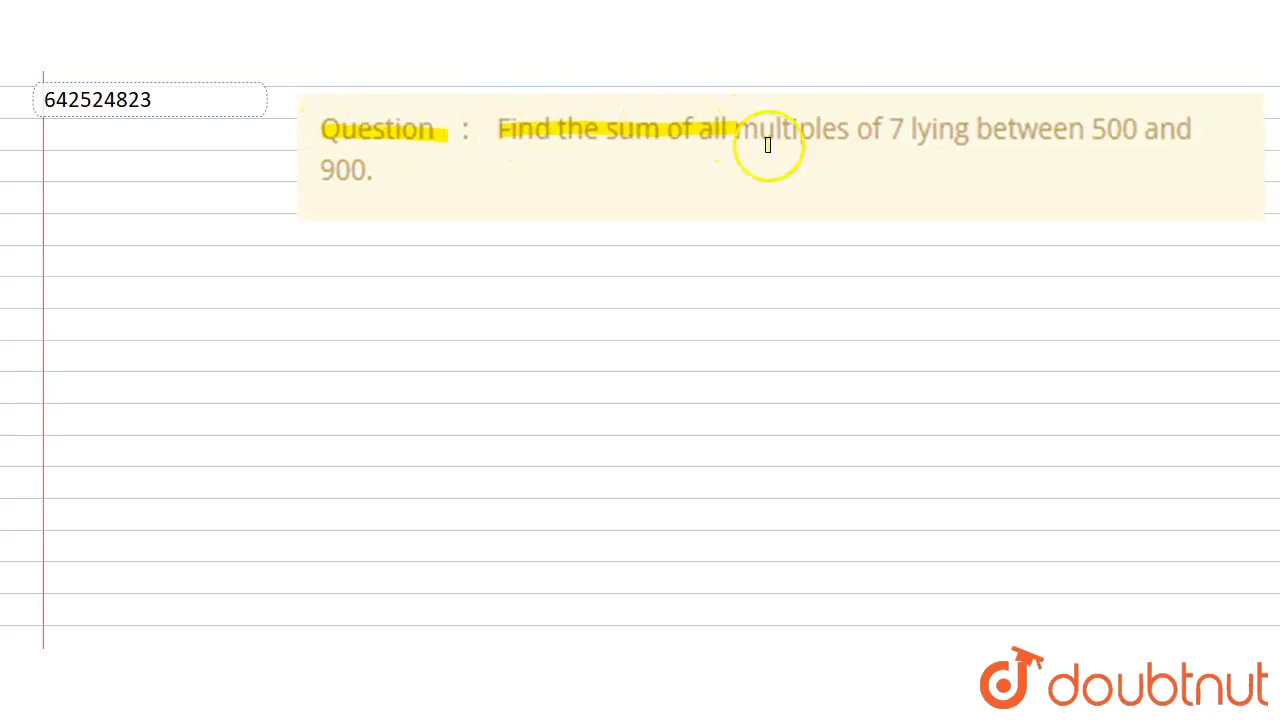 642524823
Question : Find the sum of all multiples of 7 lying between 500 and
900.
doubtnut